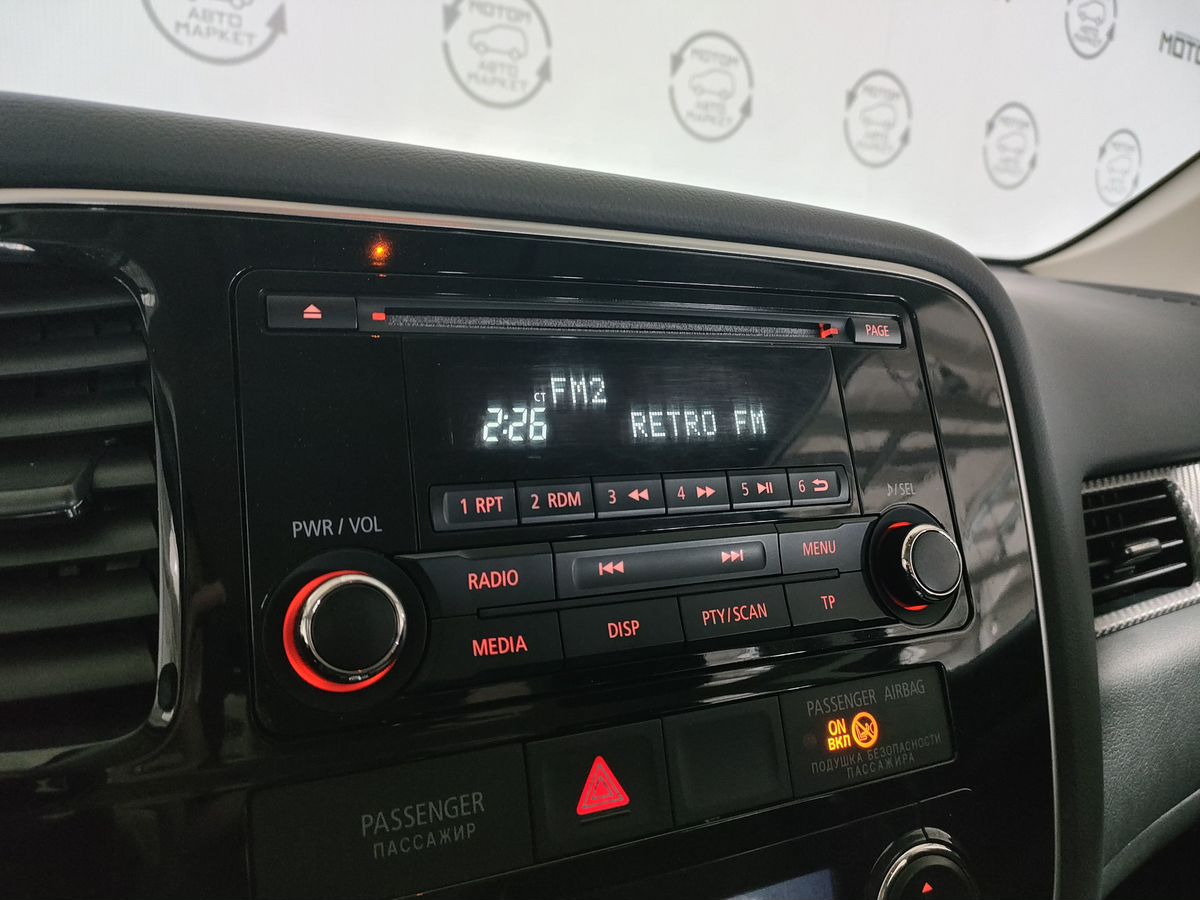 АВТО
МАРКЕТ
МОТОМ
АВТО
МАРКЕТ
МОТОМ
АВТО
МАРКЕТ
PAGE
CT FM2
2:26 RETRO FM
1 RPT 2 RDM 3 4 5 6
PWR / VOL
♪/SEL
RADIO
MENU
MEDIA
DISP
PTY/SCAN
TP
PASSENGER AIRBAG
ON
ВКЛ
ПОДУШКА БЕЗОПАСНОСТИ
ПАССАЖИРА
PASSENGER
ПАССАЖИР